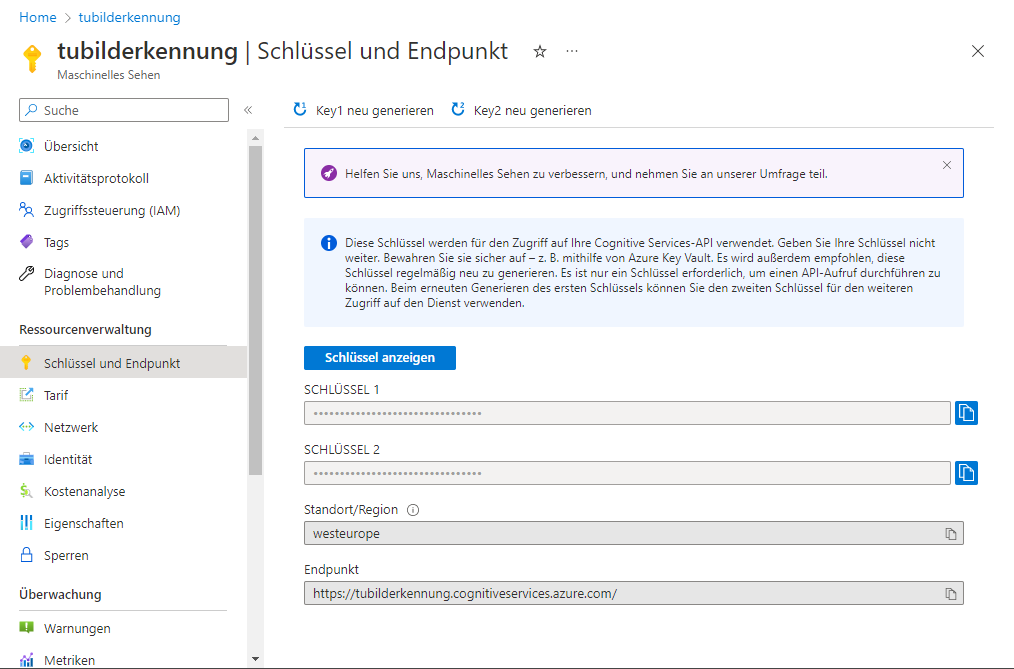 Home > tubilderkennung
tubilderkennung | Schlüssel und Endpunkt
Maschinelles Sehen
Suche
Key1 neu generieren Key2 neu generieren
Übersicht
Aktivitätsprotokoll
Zugriffssteuerung (IAM)
Tags
Diagnose und
Problembehandlung
Ressourcenverwaltung
Schlüssel und Endpunkt
Tarif
Netzwerk
Identität
Kostenanalyse
Eigenschaften
Sperren
Überwachung
Warnungen
Metriken
Helfen Sie uns, Maschinelles Sehen zu verbessern, und nehmen Sie an unserer Umfrage teil.
Diese Schlüssel werden für den Zugriff auf Ihre Cognitive Services-API verwendet. Geben Sie Ihre Schlüssel nicht
weiter. Bewahren Sie sie sicher auf – z. B. mithilfe von Azure Key Vault. Es wird außerdem empfohlen, diese
Schlüssel regelmäßig neu zu generieren. Es ist nur ein Schlüssel erforderlich, um einen API-Aufruf durchführen zu
können. Beim erneuten Generieren des ersten Schlüssels können Sie den zweiten Schlüssel für den weiteren
Zugriff auf den Dienst verwenden.
Schlüssel anzeigen
SCHLÜSSEL 1
••••••••••••••••••••••••••••••••
SCHLÜSSEL 2
••••••••••••••••••••••••••••••••
Standort/Region
westeurope
Endpunkt
https://tubilderkennung.cognitiveservices.azure.com/